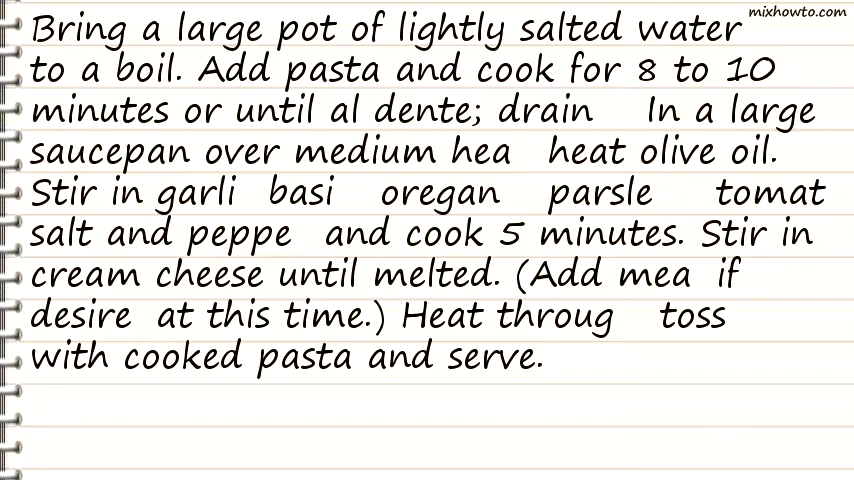 mixhowto.com
Bring a large pot of lightly salted water
to a boil. Add pasta and cook for 8 to 10
minutes or until al dente; drain In a large
saucepan over medium hea heat olive oil.
Stir in garli basi oregan parsle tomat
salt and peppe and cook 5 minutes. Stir in
cream cheese until melted. (Add mea if
desire at this time.) Heat throug toss
with cooked pasta and serve.